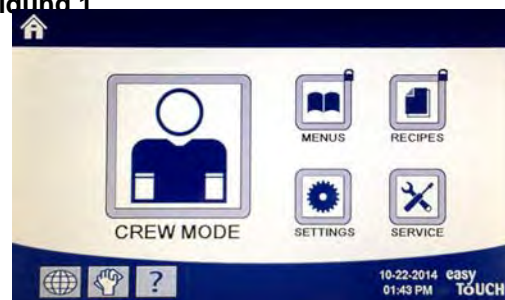 CREW MODE
MENUS
RECIPES
SETTINGS
SERVICE
?
10-22-2014
01:43 PM
easy
ToUCH